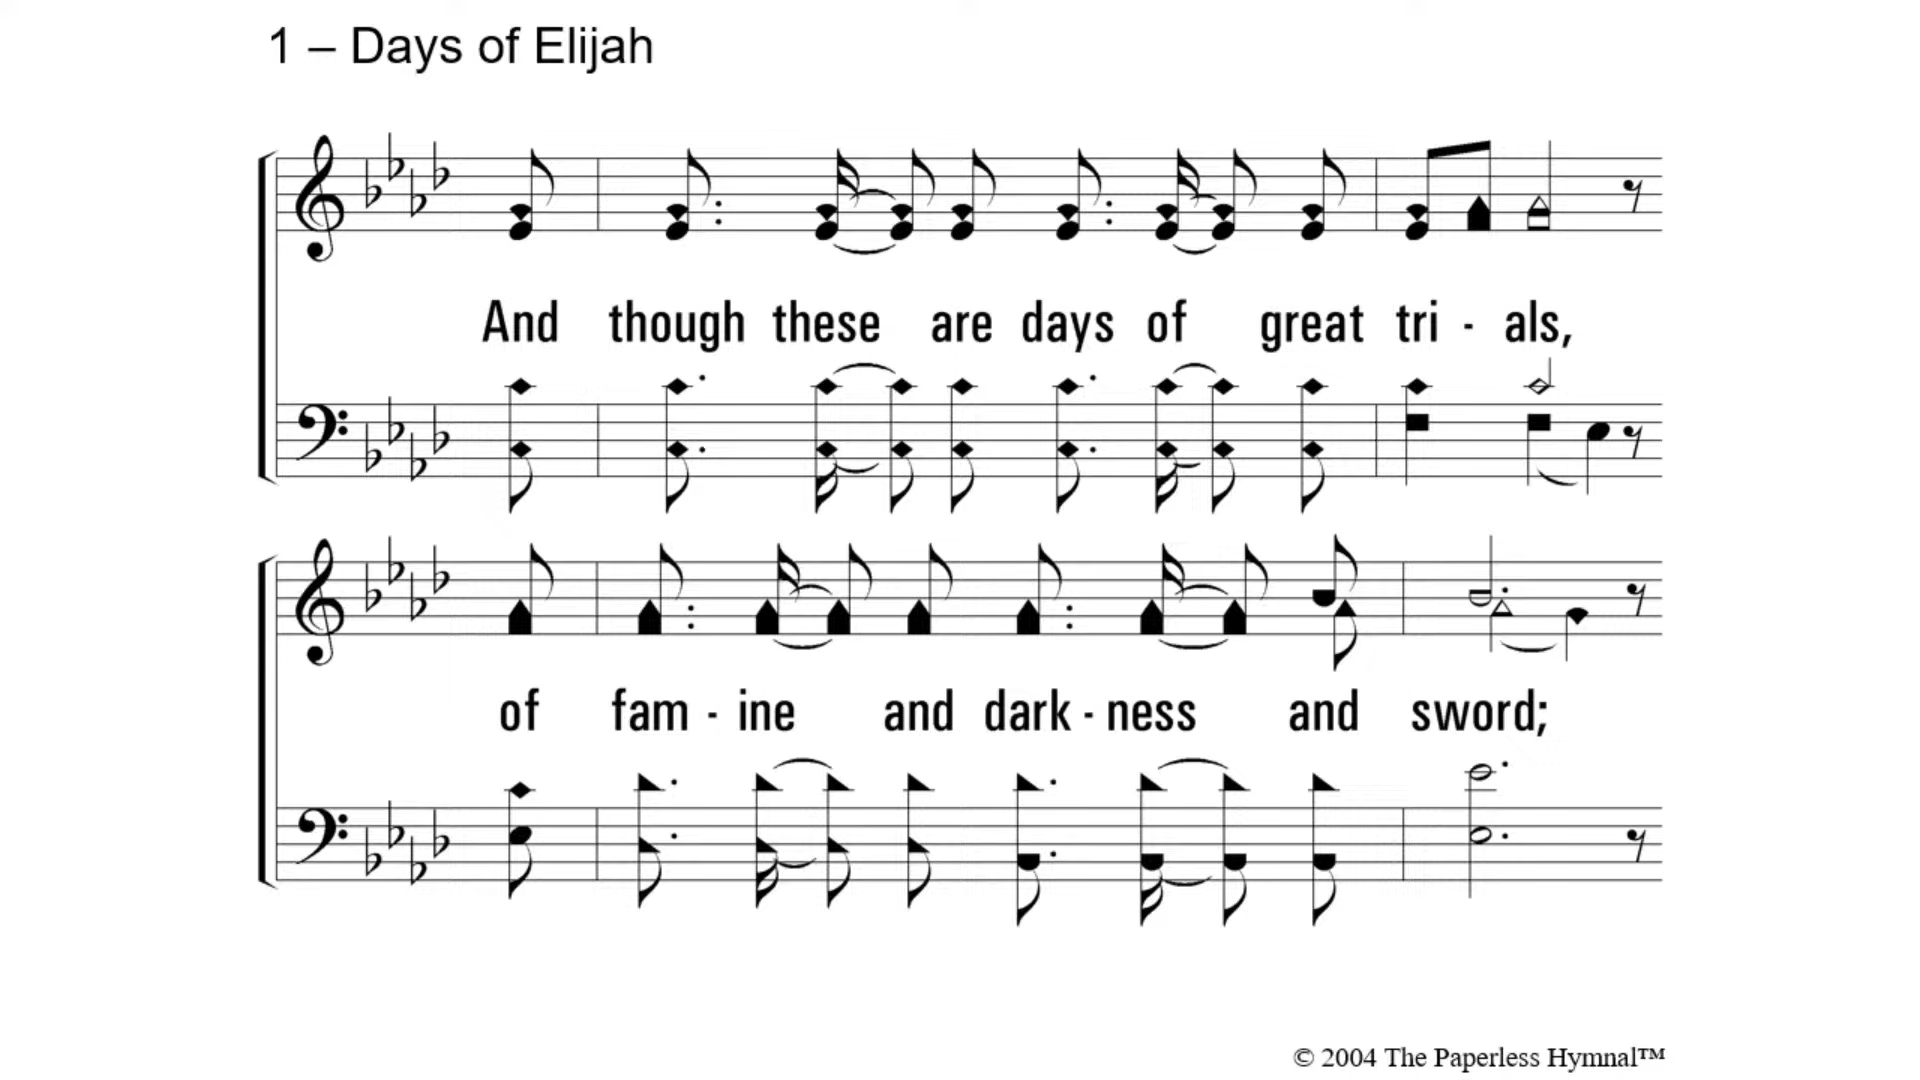 1 – Days of Elijah
And though these are days of great tri - als,
of fam - ine and dark - ness and sword;
© 2004 The Paperless Hymnal™